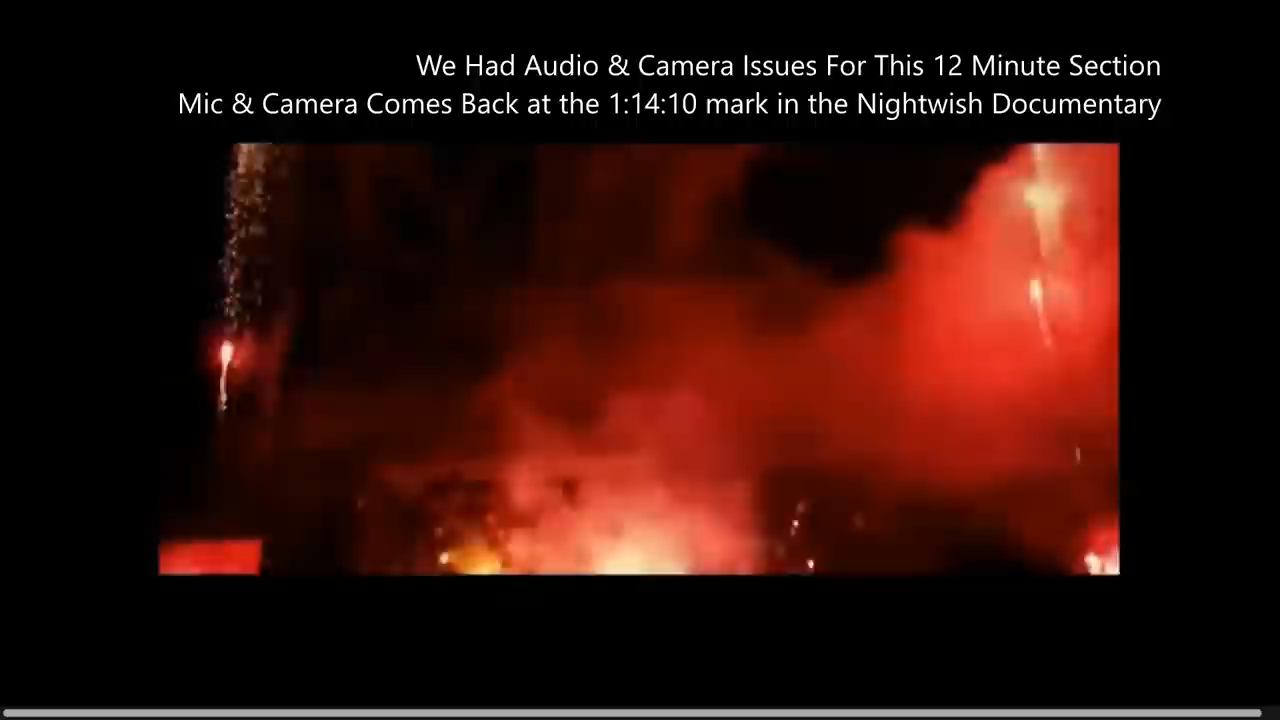 We Had Audio & Camera Issues For This 12 Minute Section
Mic & Camera Comes Back at the 1:14:10 mark in the Nightwish Documentary